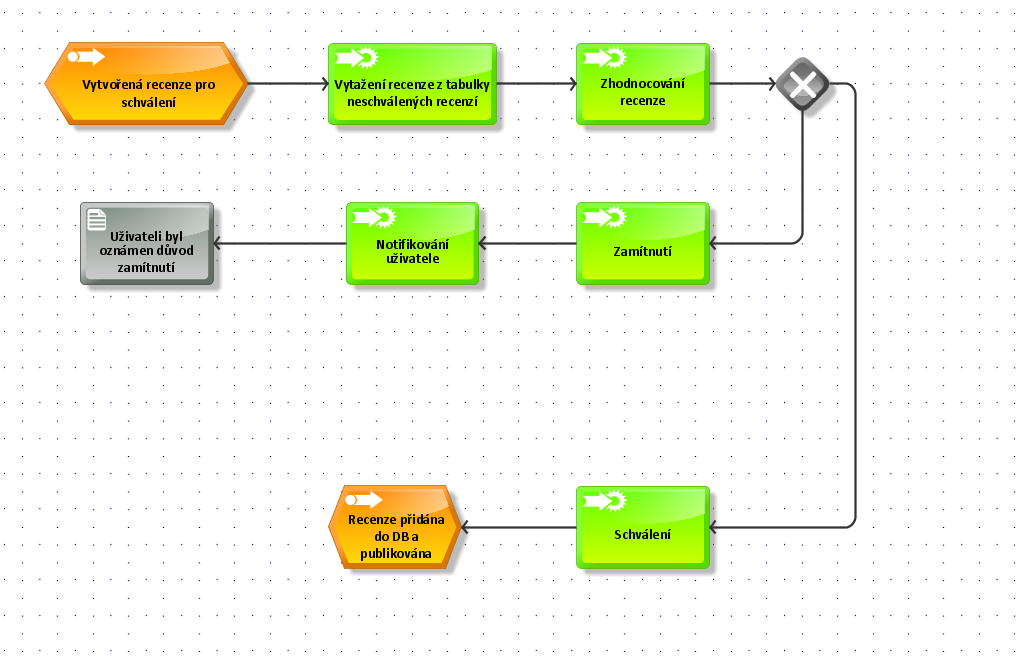 Vytvořená recenze pro
schválení
Vytažení recenze z tabulky
neschválených recenzí
Zhodnocování
recenze
Uživateli byl
oznámen důvod
zamítnutí
Notifikování
uživatele
Zamítnutí
Recenze přidána
do DB a
publikována
Schválení